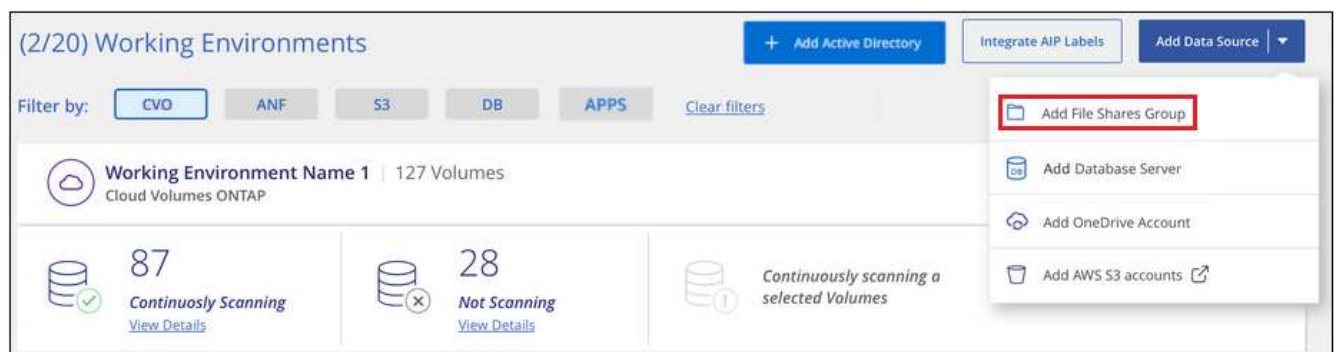 (2/20) Working Environments
+ Add Active Directory
Integrate AIP Labels
Add Data Source
Filter by:
CVO
ANF
S3
DB
APPS
Clear filters
Add File Shares Group
DB
Add Database Server
Add OneDrive Account
Add AWS S3 accounts
Working Environment Name 1 | 127 Volumes
Cloud Volumes ONTAP
87
Continuosly Scanning
View Details
28
Not Scanning
View Details
Continuously scanning a
selected Volumes